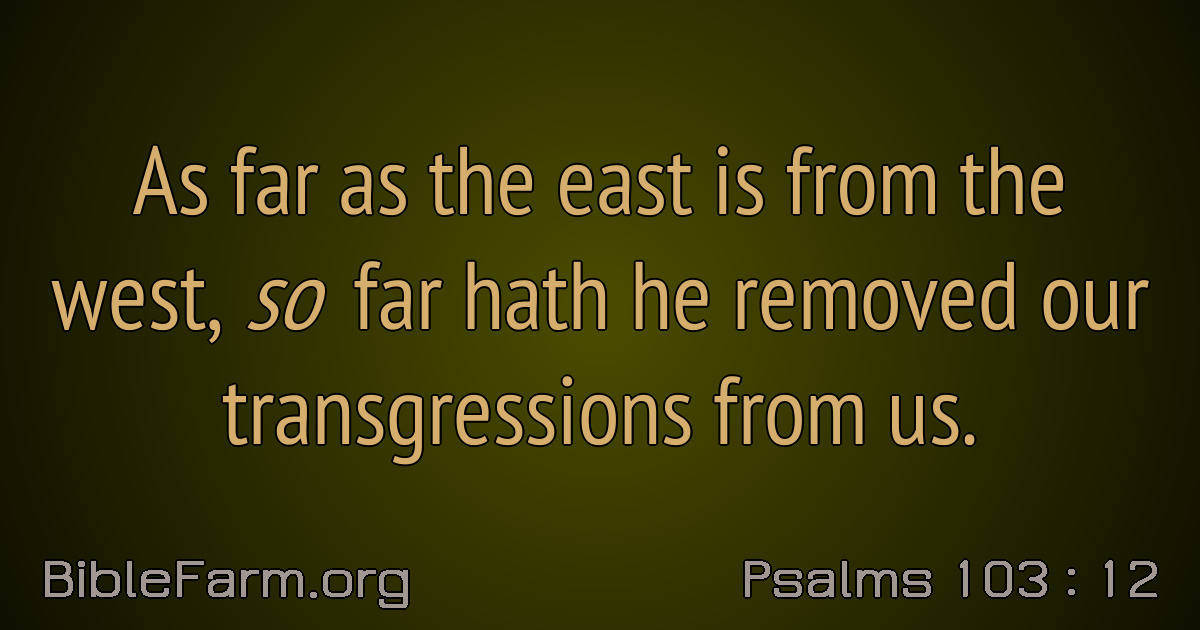 As far as the east is from the
west, so far hath he removed our
transgressions from us.
BibleFarm.org
Psalms 103 : 12